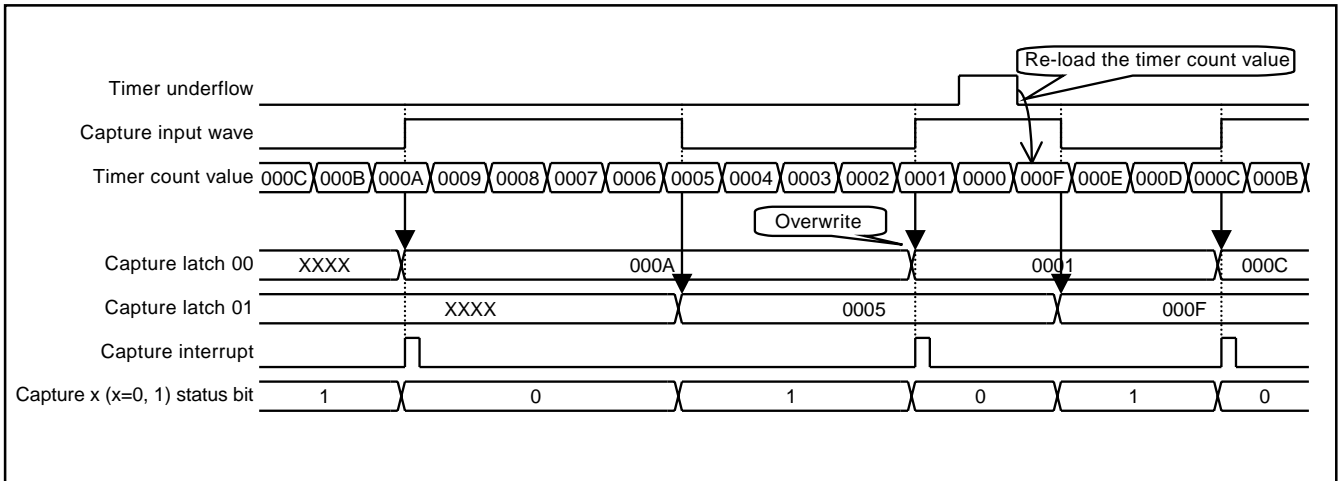 Re-load the timer count value
Timer underflow
Capture input wave
Timer count value 000C 000B 000A 0009 0008 0007 0006 0005 0004 0003 0002 0001 0000 000F 000E 000D 000C 000B
Overwrite
Capture latch 00 XXXX 000A 0001 000C
Capture latch 01 XXXX 0005 000F
Capture interrupt
Capture x (x=0, 1) status bit 1 0 1 0 1 0